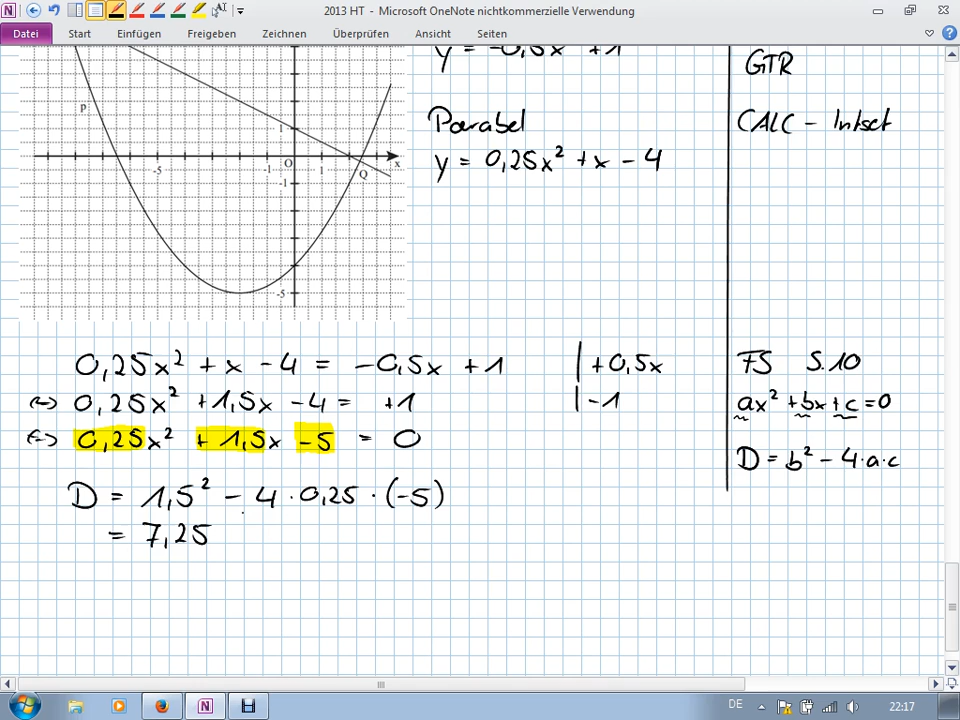 2013 HT - Microsoft OneNote nichtkommerzielle Verwendung
Datei Start Einfügen Freigeben Zeichnen Überprüfen Ansicht Seiten
y = -0,5x + 1
GTR
p
Parabel
CALC - Intsct
1
y = 0,25x² + x - 4
-5 O Q x
-1
-5
0,25x² + x - 4 = -0,5x + 1 | +0,5x
FS S.10
<-> 0,25x² + 1,5x - 4 = +1 | -1
ax² + bx + c = 0
<-> 0,25x² + 1,5x - 5 = 0
D = b² - 4·a·c
D = 1,5² - 4 · 0,25 · (-5)
= 7,25
DE 22:17